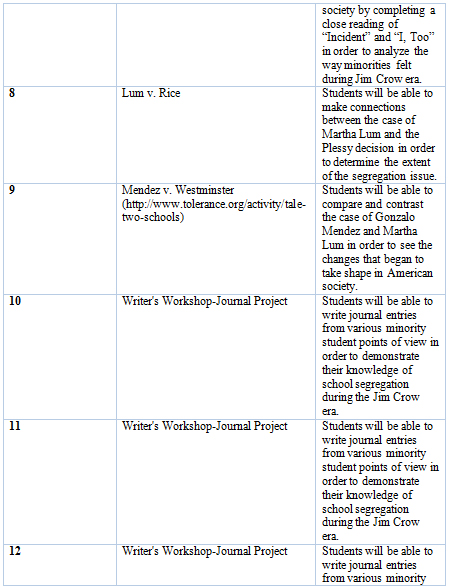 society by completing a
close reading of
“Incident” and “I, Too”
in order to analyze the
way minorities felt
during Jim Crow era.
8
Lum v. Rice
Students will be able to
make connections
between the case of
Martha Lum and the
Plessy decision in order
to determine the extent
of the segregation issue.
9
Mendez v. Westminster
(http://www.tolerance.org/activity/tale-
two-schools)
Students will be able to
compare and contrast
the case of Gonzalo
Mendez and Martha
Lum in order to see the
changes that began to
take shape in American
society.
10
Writer's Workshop-Journal Project
Students will be able to
write journal entries
from various minority
student points of view in
order to demonstrate
their knowledge of
school segregation
during the Jim Crow
era.
11
Writer's Workshop-Journal Project
Students will be able to
write journal entries
from various minority
student points of view in
order to demonstrate
their knowledge of
school segregation
during the Jim Crow
era.
12
Writer's Workshop-Journal Project
Students will be able to
write journal entries
from various minority